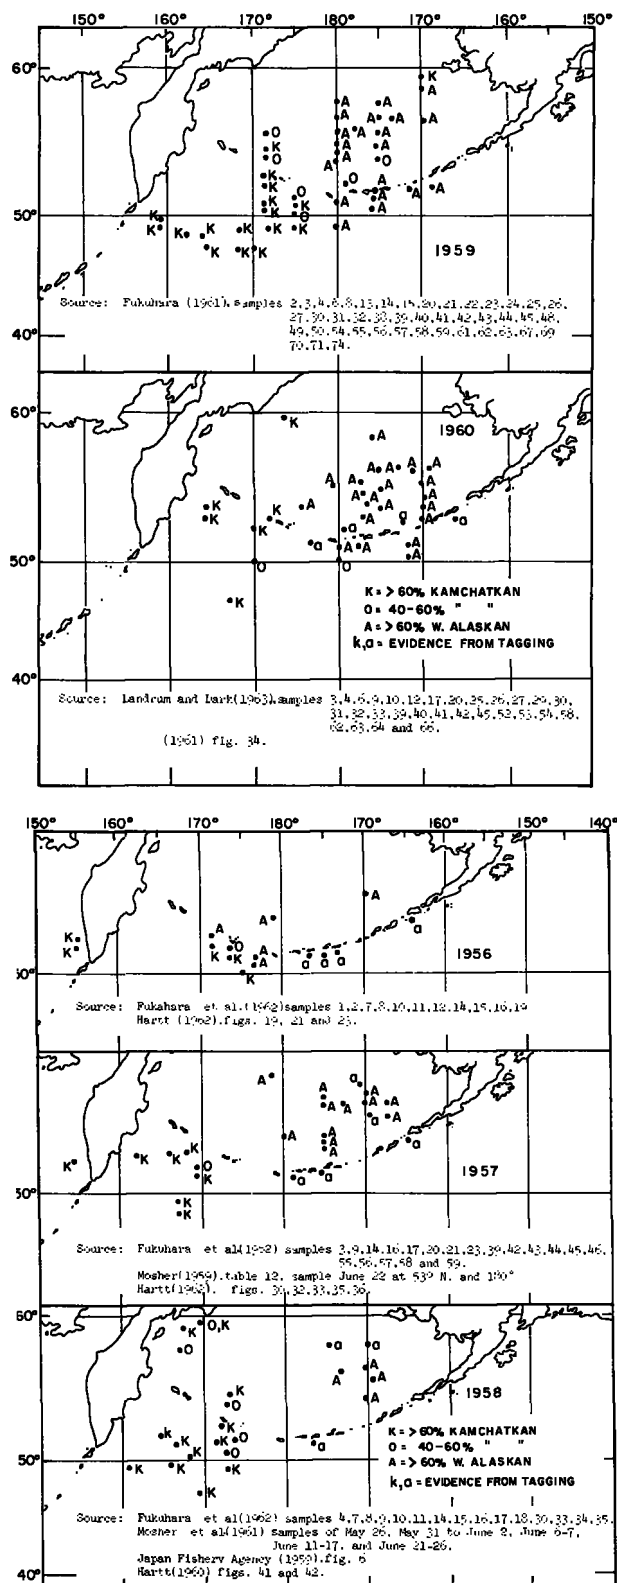 150° 160° 170° 180° 170° 160° 150°
60°
K
A
A A
A A
O A A A A
K A A
O A A
A O
K K O A
K O A A
K K A A
K O A
K K K K K K A
50°
K K K K
1959
Source: Fukuhara (1961), samples 2,3,4,6,8,13,14,15,20,21,22,23,24,25,26,
27,30,31,32,38,39,40,41,42,43,44,45,48,
49,50,54,55,56,57,58,59,61,62,63,67,69
70,71,74.
40°
150° 160° 170° 180° 170° 160°
60°
K
1960
A
A A A A
A A A
A A A
K K A A A
K K K a a
a A A A
50°
O O
K= >60% KAMCHATKAN
O= 40-60% " "
K
A= >60% W. ALASKAN
k,a= EVIDENCE FROM TAGGING
40°
Source: Landrum and Dark(1963),samples 3,4,6,9,10,12,17,20,25,26,27,29,30,
31,32,33,39,40,41,42,45,52,53,54,58,
62,63,64 and 66.
(1961) fig. 34.
150° 160° 170° 180° 170° 160° 150° 140°
A
A
A a
K K O
K K A a a a
1956
50°
K
Source: Fukahara et al.(1962)samples 1,2,7,8,10,11,12,14,15,16,19
Hartt (1962).figs. 19, 21 and 23.
A a
A A
A A A A
a A
A A a
K K K K O A
K a a
1957
50°
K
K
Source: Fukuhara et al(1962) samples 3,9,14,16,17,20,21,23,39,42,43,44,45,46,
55,56,57,58 and 59.
Mosher(1959).table 12, sample June 22 at 53° N. and 180°
Hartt(1962). figs. 30,32,33,35,36.
60°
O,K
K
O a a
A
A A
K A
1958
O
K
k K K O a
K= >60% KAMCHATKAN
K O
O= 40-60% " "
50°
K K K
A= >60% W. ALASKAN
K
k,a= EVIDENCE FROM TAGGING
Source: Fukuhara et al(1962) samples 4,7,8,9,10,11,14,15,16,17,18,30,33,34,35.
Mosher et al(1961) samples of May 26, May 31 to June 2, June 6-7,
June 11-17, and June 21-26.
Japan Fishery Agency (1959).fig. 6
Hartt(1960) figs. 41 and 42.
40°